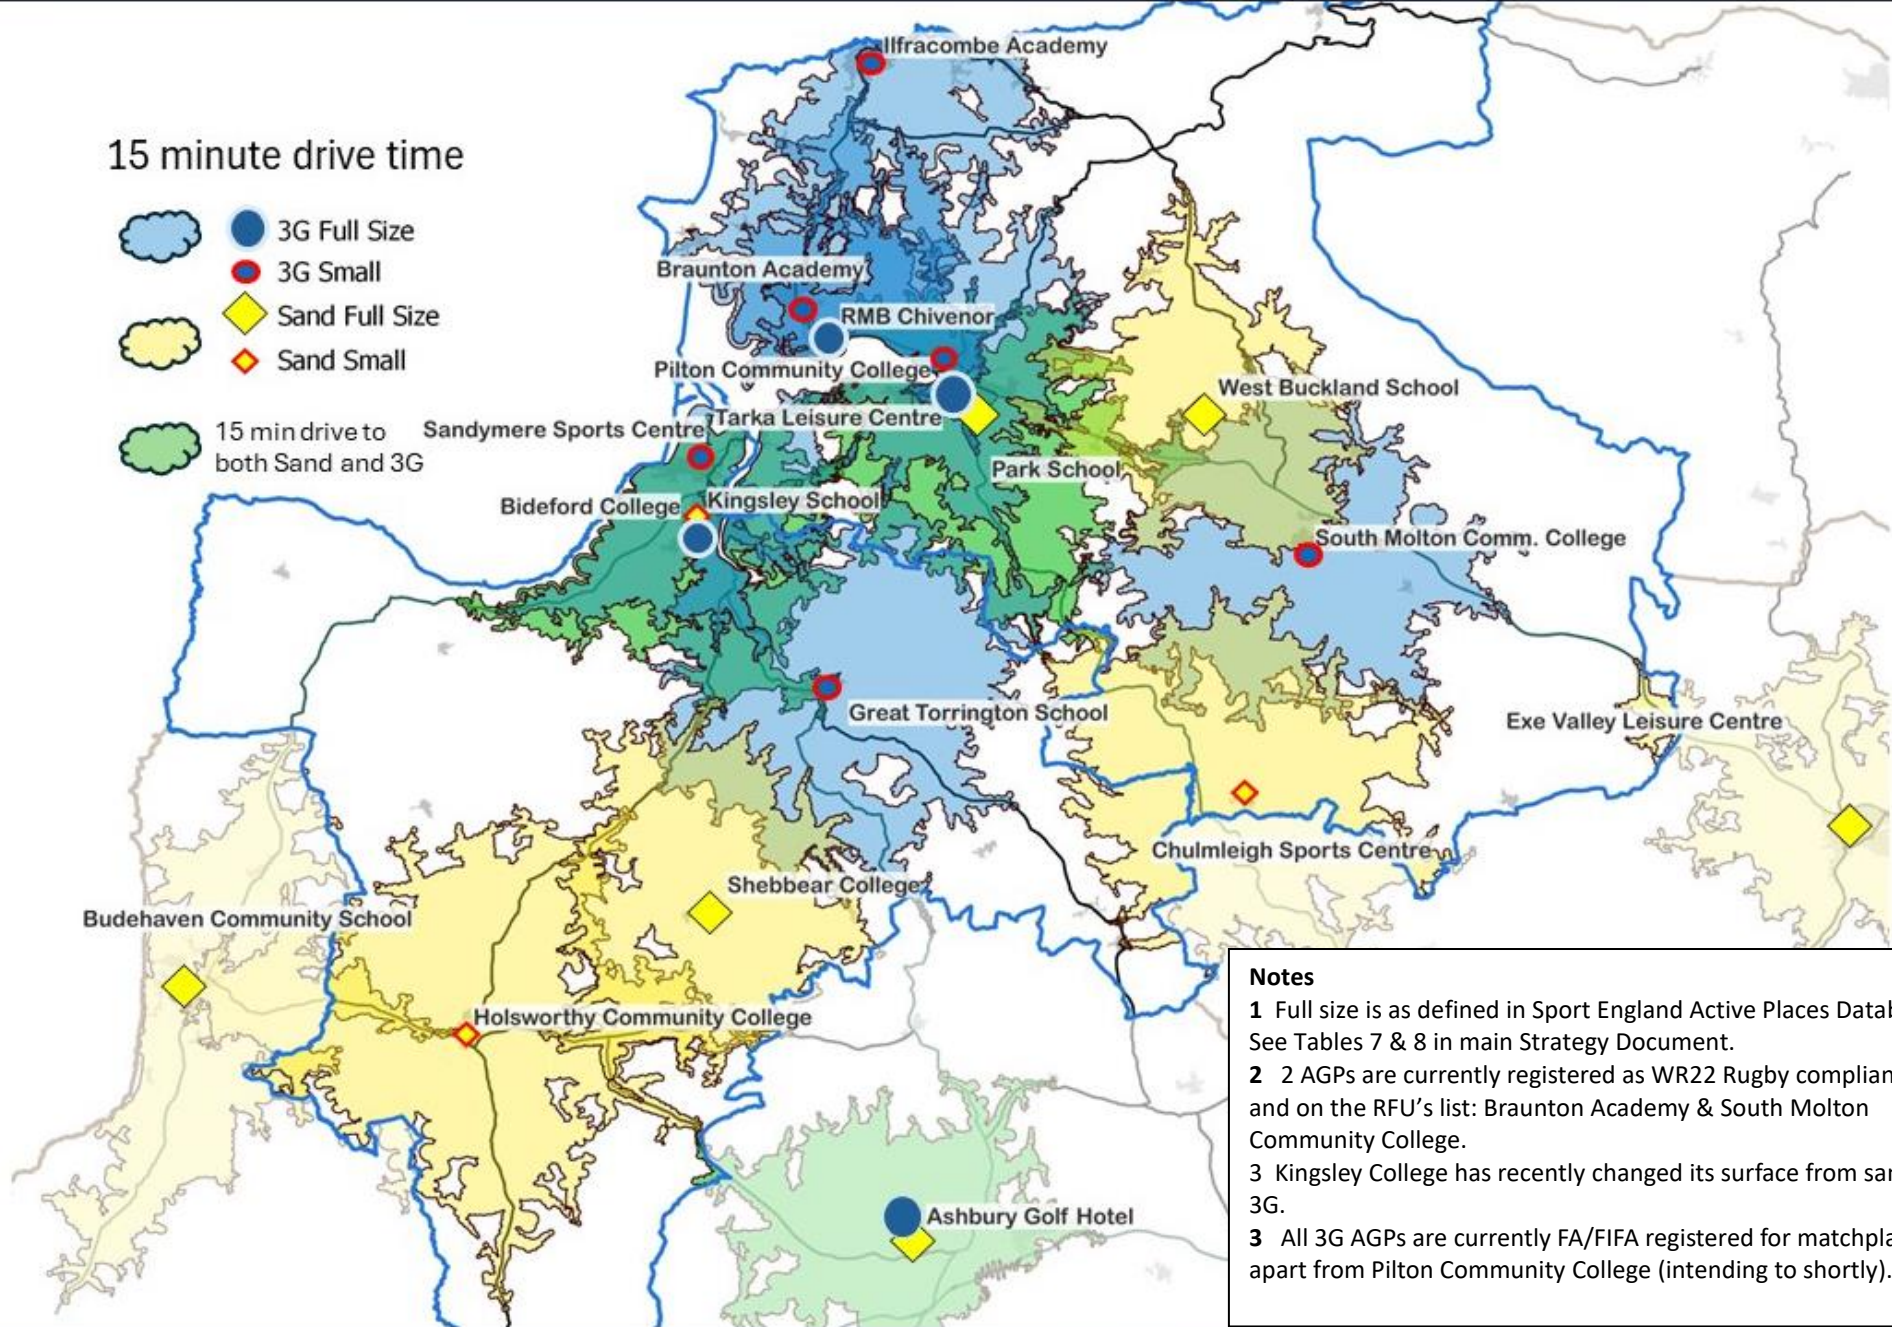 Ilfracombe Academy
15 minute drive time
3G Full Size
3G Small
Sand Full Size
Sand Small
15 min drive to
both Sand and 3G
Braunton Academy
RMB Chivenor
Pilton Community College
West Buckland School
Tarka Leisure Centre
Sandymere Sports Centre
Park School
Bideford College
Kingsley School
South Molton Comm. College
Great Torrington School
Exe Valley Leisure Centre
Chulmleigh Sports Centre
Shebbear College
Budehaven Community School
Holsworthy Community College
Ashbury Golf Hotel
Notes
1 Full size is as defined in Sport England Active Places
See Tables 7 & 8 in main Strategy Document.
2 2 AGPs are currently registered as WR22 Rugby
and on the RFU’s list: Braunton Academy & South Molton
Community College.
3 Kingsley College has recently changed its surface from
3G.
3 All 3G AGPs are currently FA/FIFA registered for
apart from Pilton Community College (intending to shortly).